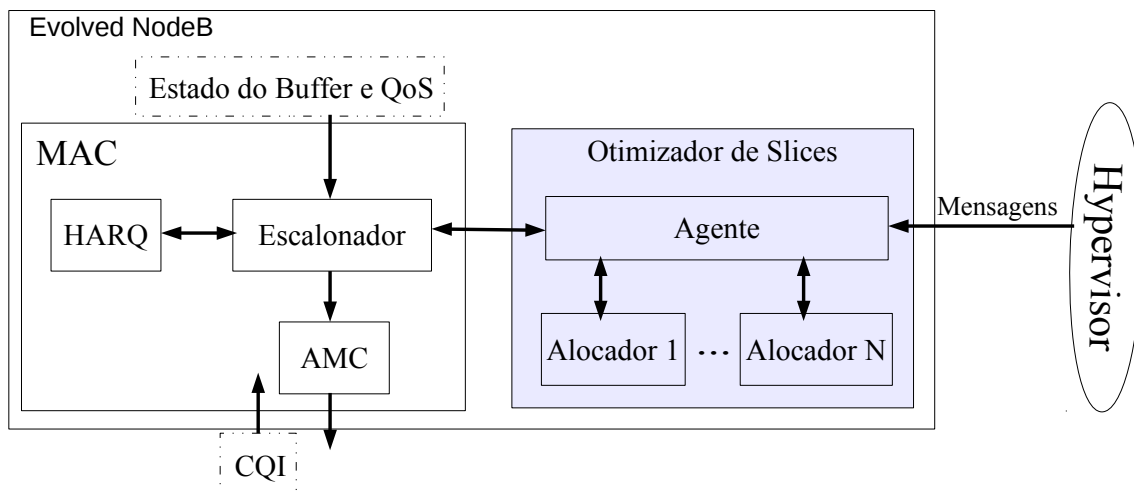 Evolved NodeB
Estado do Buffer e QoS
MAC
Otimizador de Slices
HARQ
Escalonador
Agente
Mensagens
Hypervisor
AMC
Alocador 1
...
Alocador N
CQI